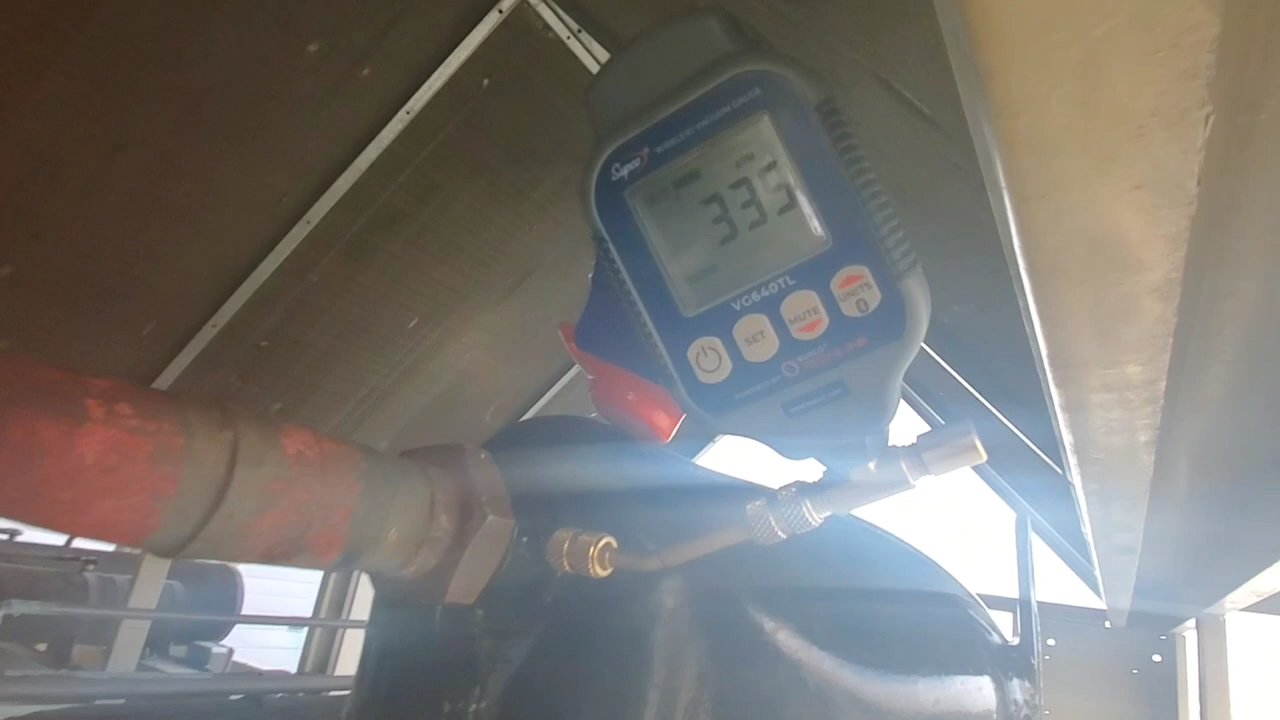 Supco
WIRELESS VACUUM GAUGE
335
VG640TL
SET
MUTE
UNITS